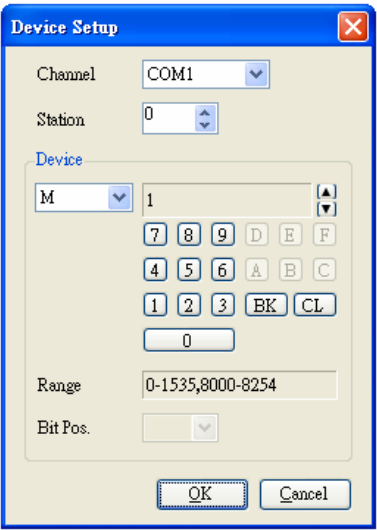 Device Setup
Channel COM1
Station 0
Device
M 1
7 8 9 D E F
4 5 6 A B C
1 2 3 BK CL
0
Range 0-1535,8000-8254
Bit Pos.
OK Cancel